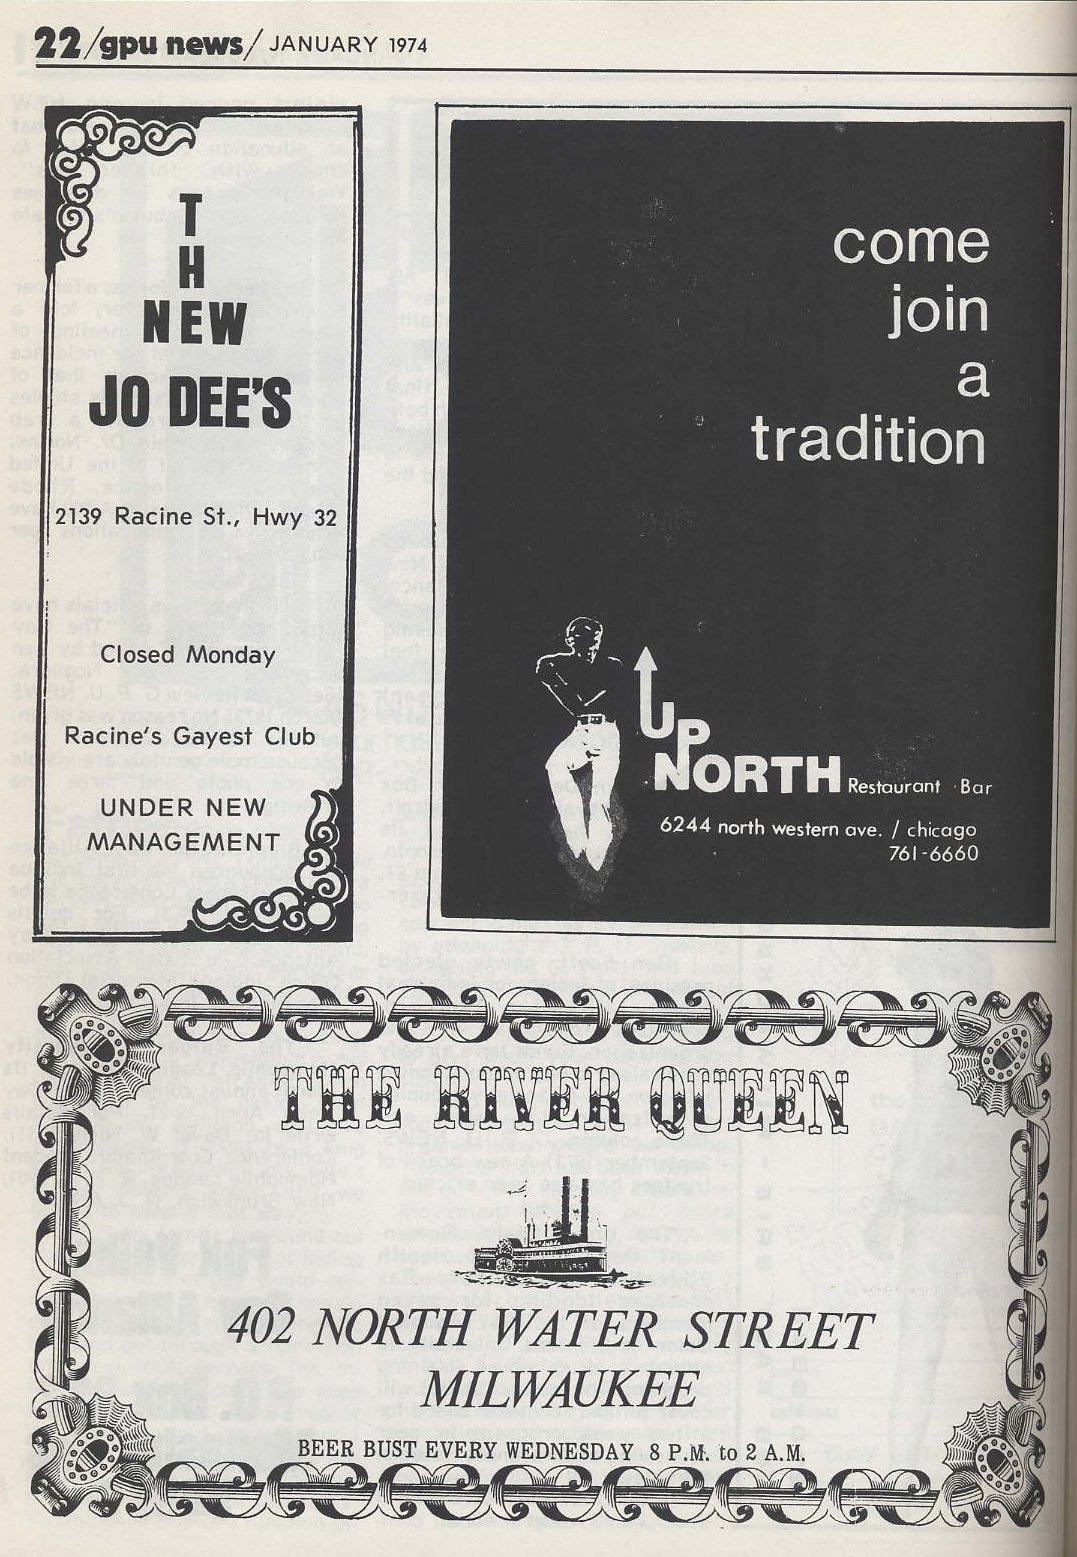 22/gpu news/ JANUARY 1974
T
H
NEW
JO DEE'S
2139 Racine St., Hwy 32
Closed Monday
Racine's Gayest Club
UNDER NEW
MANAGEMENT
come
join
a
tradition
UP
NORTH Restaurant · Bar
6244 north western ave. / chicago
761-6660
THE RIVER QUEEN
402 NORTH WATER STREET
MILWAUKEE
BEER BUST EVERY WEDNESDAY 8 P.M. to 2 A.M.